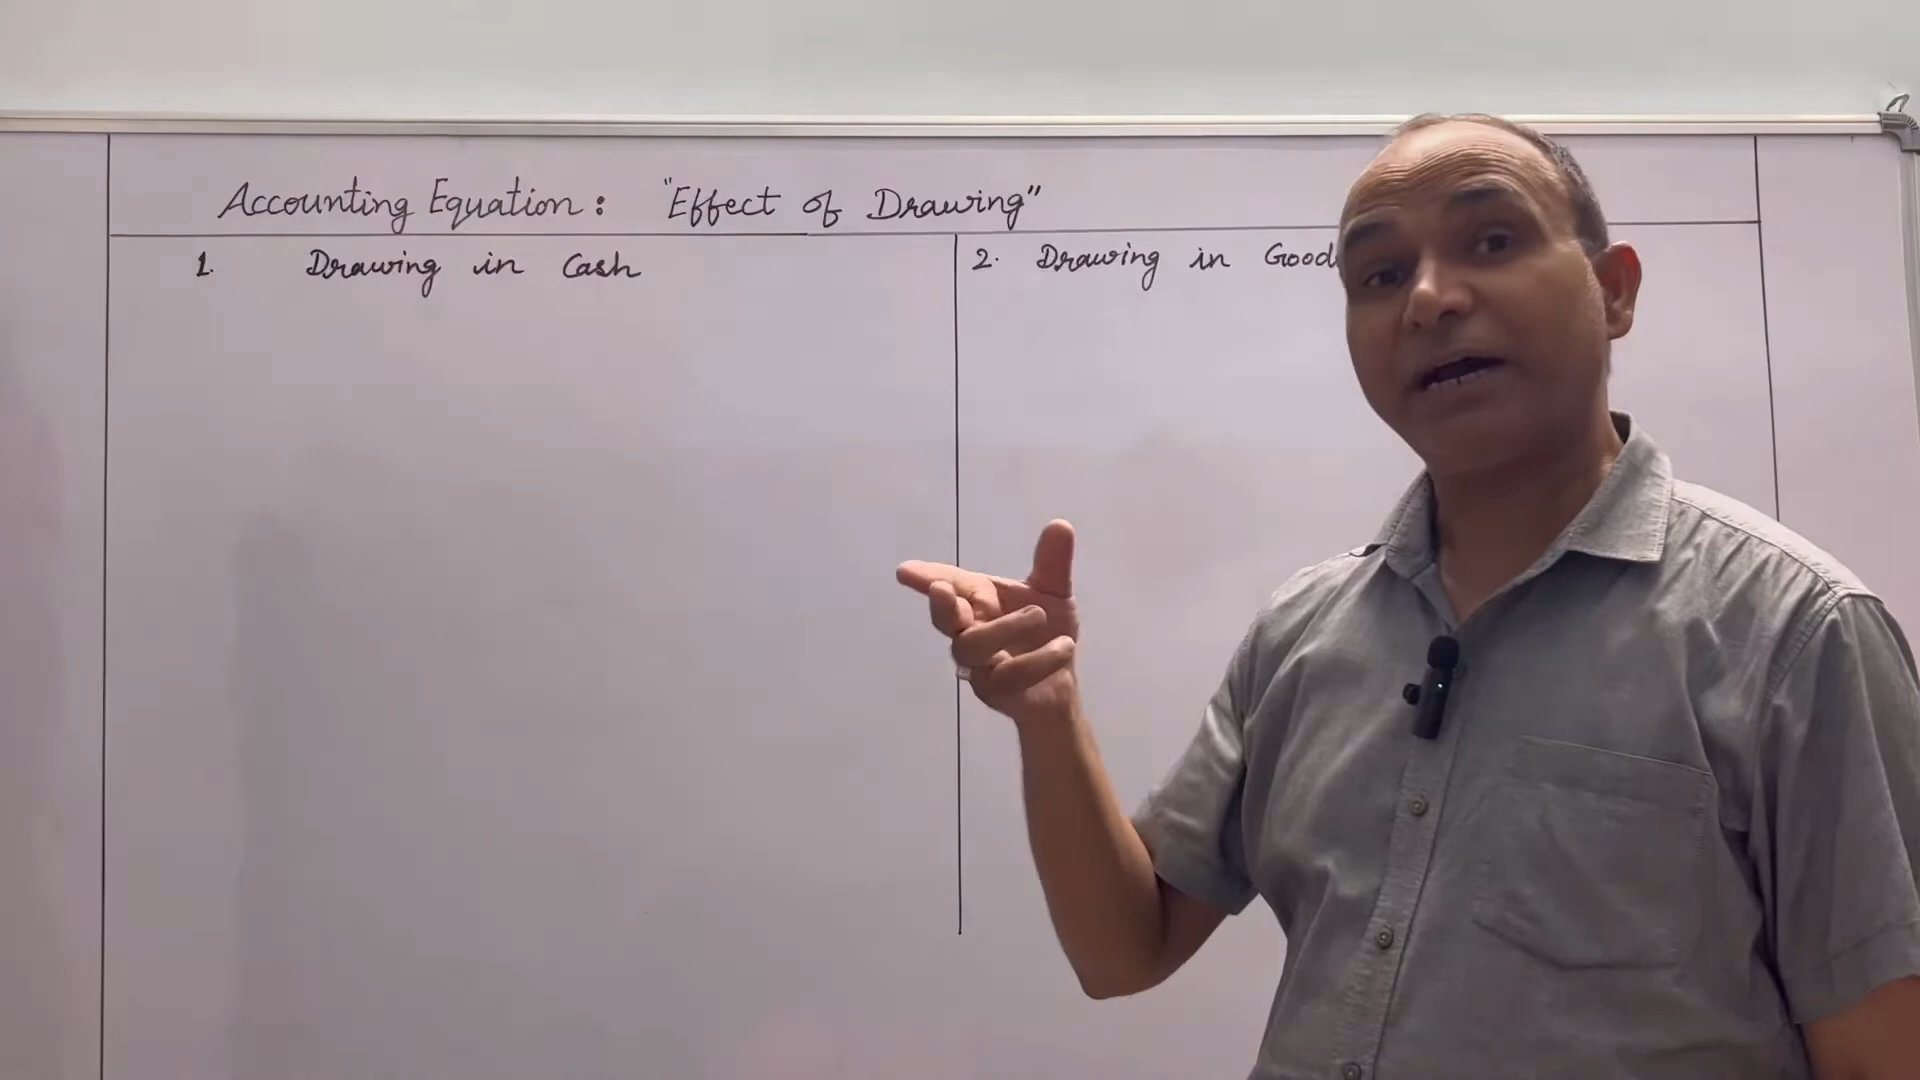 Accounting Equation: "Effect of Drawing"
1. Drawing in Cash
2. Drawing in Good